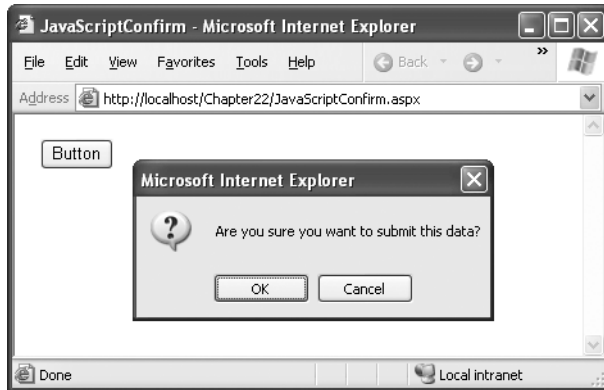 JavaScriptConfirm - Microsoft Internet Explorer
File Edit View Favorites Tools Help Back »
Address http://localhost/Chapter22/JavaScriptConfirm.aspx
Button
Microsoft Internet Explorer
Are you sure you want to submit this data?
OK Cancel
Done Local intranet